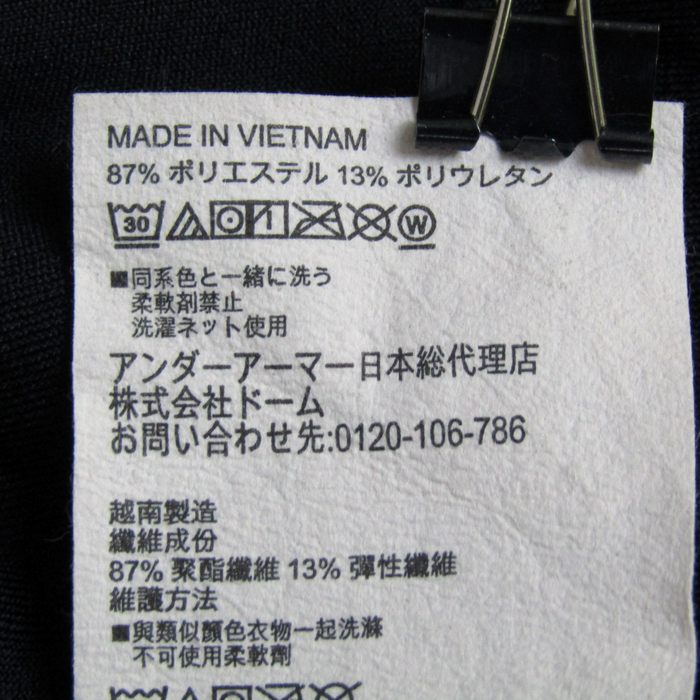 MADE IN VIETNAM
87% ポリエステル 13% ポリウレタン
30 W
■同系色と一緒に洗う
柔軟剤禁止
洗濯ネット使用
アンダーアーマー日本総代理店
株式会社ドーム
お問い合わせ先:0120-106-786
越南製造
纖維成份
87% 聚酯纖維 13% 彈性纖維
維護方法
■與類似顏色衣物一起洗滌
不可使用柔軟劑